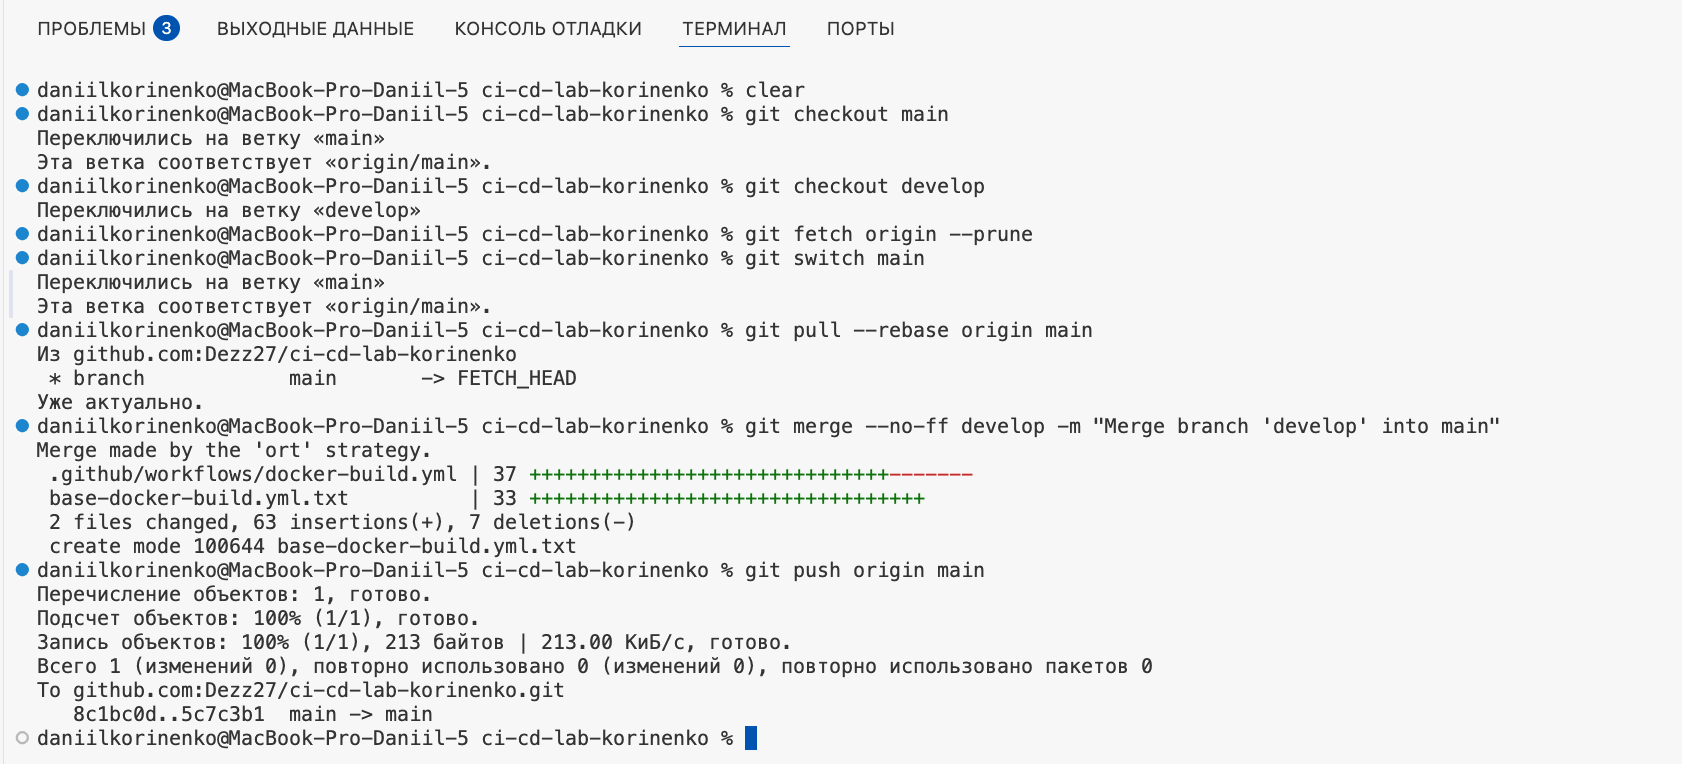 ПРОБЛЕМЫ 3 ВЫХОДНЫЕ ДАННЫЕ КОНСОЛЬ ОТЛАДКИ ТЕРМИНАЛ ПОРТЫ
daniilkorinenko@MacBook-Pro-Daniil-5 ci-cd-lab-korinenko % clear
daniilkorinenko@MacBook-Pro-Daniil-5 ci-cd-lab-korinenko % git checkout main
Переключились на ветку «main»
Эта ветка соответствует «origin/main».
daniilkorinenko@MacBook-Pro-Daniil-5 ci-cd-lab-korinenko % git checkout develop
Переключились на ветку «develop»
daniilkorinenko@MacBook-Pro-Daniil-5 ci-cd-lab-korinenko % git fetch origin --prune
daniilkorinenko@MacBook-Pro-Daniil-5 ci-cd-lab-korinenko % git switch main
Переключились на ветку «main»
Эта ветка соответствует «origin/main».
daniilkorinenko@MacBook-Pro-Daniil-5 ci-cd-lab-korinenko % git pull --rebase origin main
Из github.com:Dezz27/ci-cd-lab-korinenko
 * branch            main       -> FETCH_HEAD
Уже актуально.
daniilkorinenko@MacBook-Pro-Daniil-5 ci-cd-lab-korinenko % git merge --no-ff develop -m "Merge branch 'develop' into main"
Merge made by the 'ort' strategy.
 .github/workflows/docker-build.yml | 37 ++++++++++++++++++++++++++++++-------
 base-docker-build.yml.txt          | 33 +++++++++++++++++++++++++++++++++
 2 files changed, 63 insertions(+), 7 deletions(-)
 create mode 100644 base-docker-build.yml.txt
daniilkorinenko@MacBook-Pro-Daniil-5 ci-cd-lab-korinenko % git push origin main
Перечисление объектов: 1, готово.
Подсчет объектов: 100% (1/1), готово.
Запись объектов: 100% (1/1), 213 байтов | 213.00 КиБ/с, готово.
Всего 1 (изменений 0), повторно использовано 0 (изменений 0), повторно использовано пакетов 0
To github.com:Dezz27/ci-cd-lab-korinenko.git
   8c1bc0d..5c7c3b1  main -> main
daniilkorinenko@MacBook-Pro-Daniil-5 ci-cd-lab-korinenko %